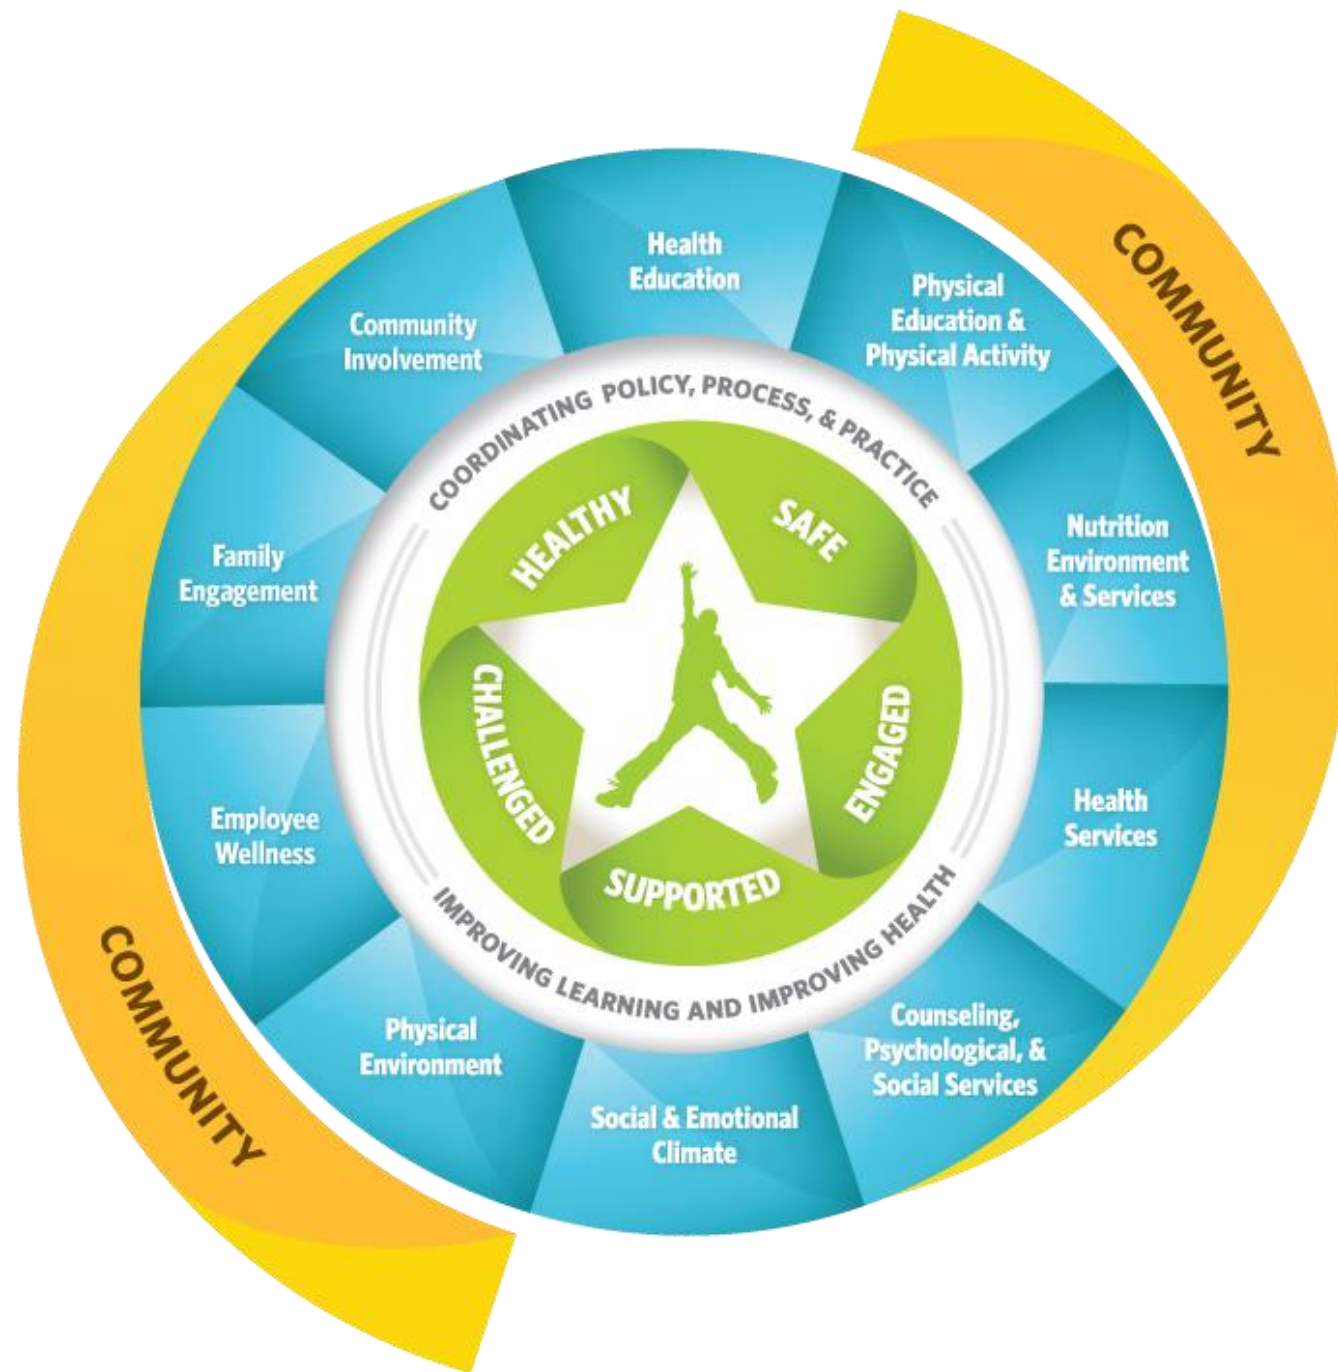 COMMUNITY
Health
Education
Physical
Education &
Physical Activity
Nutrition
Environment
& Services
Health
Services
Counseling,
Psychological, &
Social Services
Social & Emotional
Climate
Physical
Environment
Employee
Wellness
Family
Engagement
Community
Involvement
COORDINATING POLICY, PROCESS, & PRACTICE
IMPROVING LEARNING AND IMPROVING HEALTH
HEALTHY
SAFE
ENGAGED
SUPPORTED
CHALLENGED
COMMUNITY